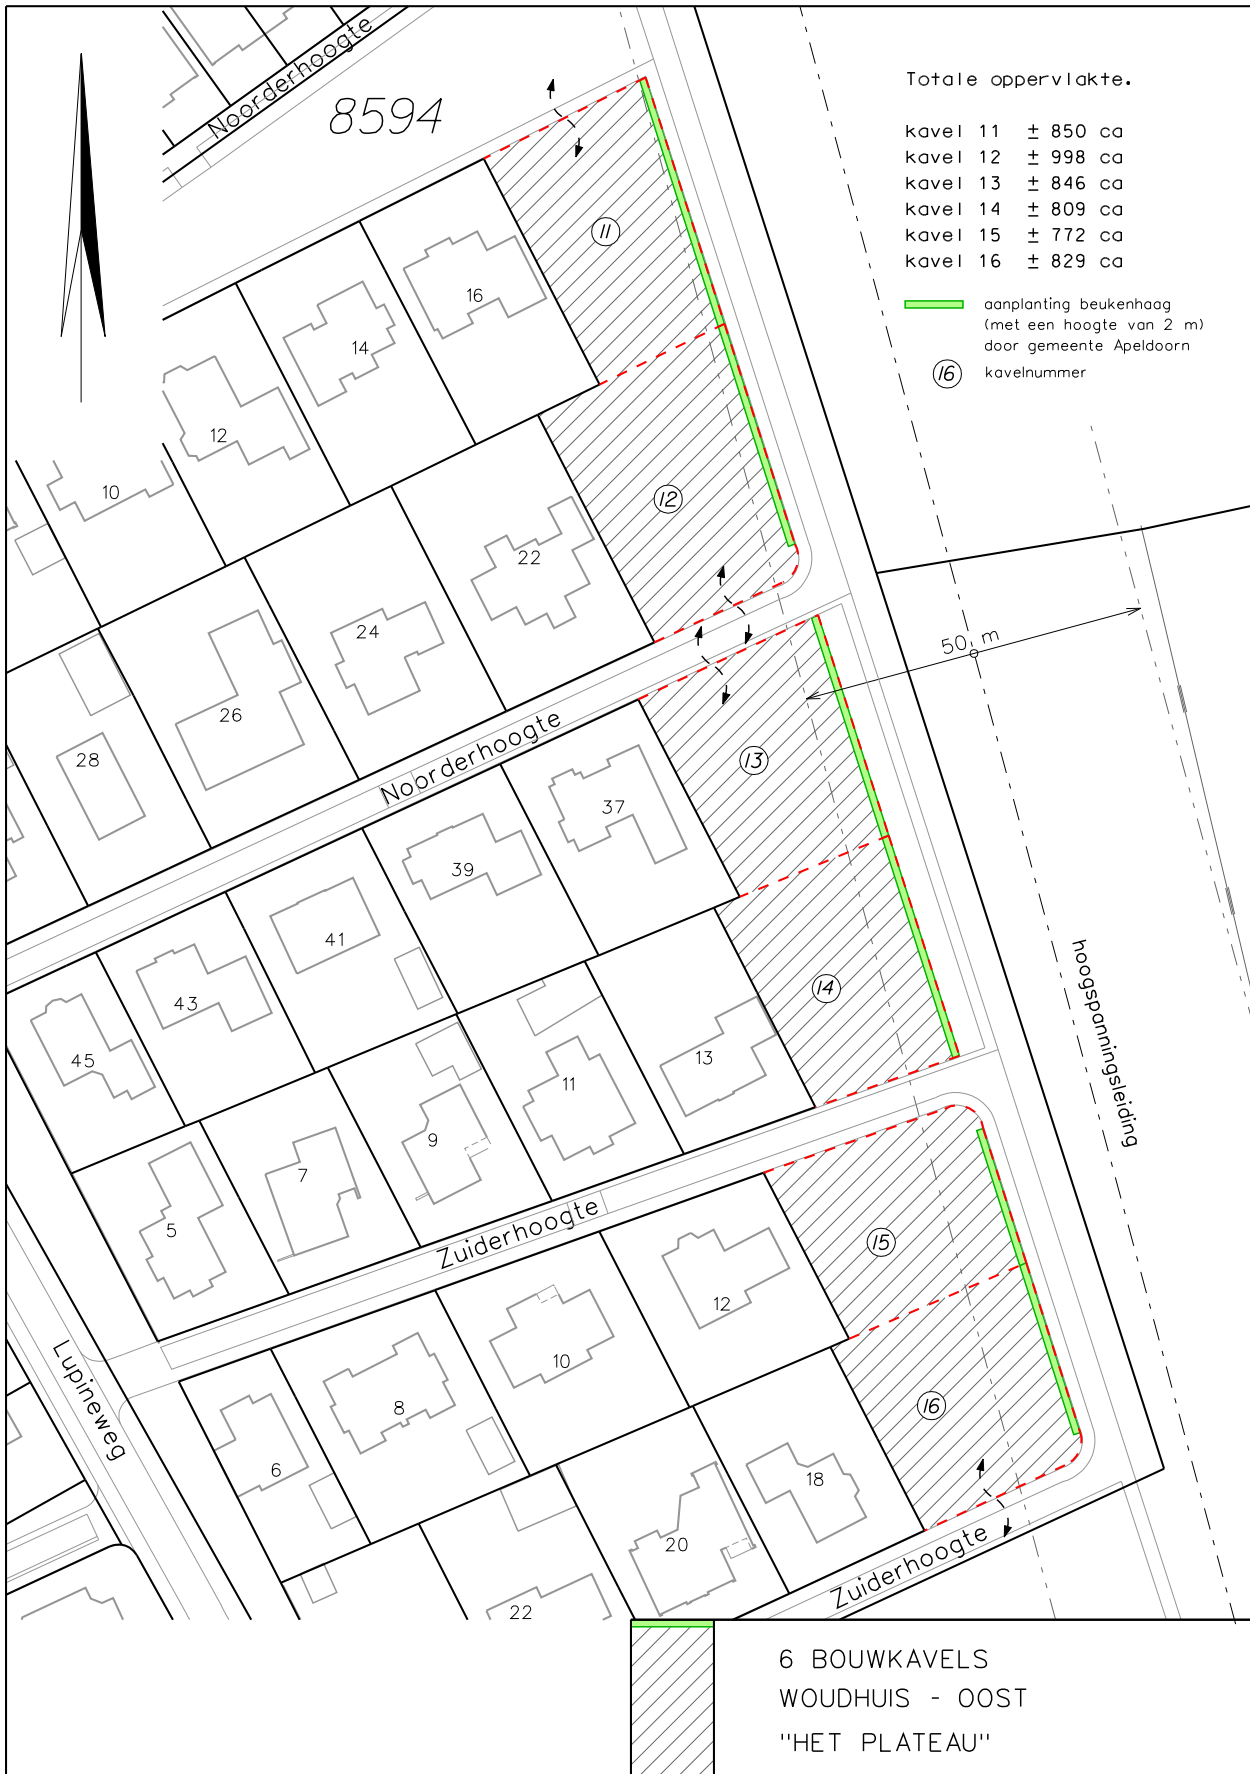 Noorderhoogte
8594
Totale oppervlakte.
kavel 11 ± 850 ca
kavel 12 ± 998 ca
kavel 13 ± 846 ca
kavel 14 ± 809 ca
kavel 15 ± 772 ca
kavel 16 ± 829 ca
aanplanting beukenhaag
(met een hoogte van 2 m)
door gemeente Apeldoorn
16 kavelnummer
11
16
14
12
10
12
22
24
26
28
50 m
Noorderhoogte
13
37
39
41
43
45
14
13
11
9
7
5
hoogspanningsleiding
Zuiderhoogte
15
12
10
8
6
Lupineweg
16
18
20
22
Zuiderhoogte
6 BOUWKAVELS
WOUDHUIS - OOST
"HET PLATEAU"